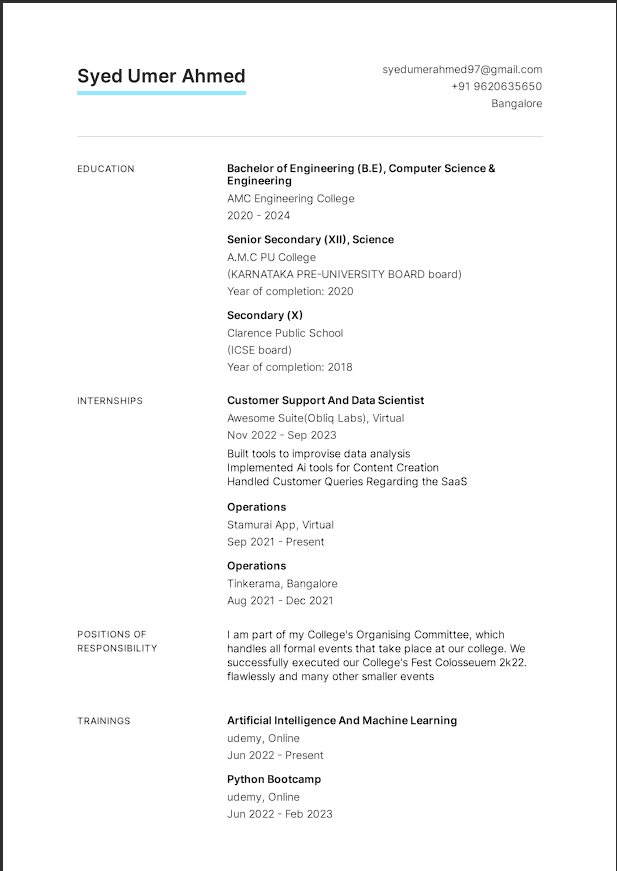 Syed Umer Ahmed
syedumerahmed97@gmail.com
+91 9620635650
Bangalore
EDUCATION
Bachelor of Engineering (B.E), Computer Science &
Engineering
AMC Engineering College
2020 - 2024
Senior Secondary (XII), Science
A.M.C PU College
(KARNATAKA PRE-UNIVERSITY BOARD board)
Year of completion: 2020
Secondary (X)
Clarence Public School
(ICSE board)
Year of completion: 2018
INTERNSHIPS
Customer Support And Data Scientist
Awesome Suite(Obliq Labs), Virtual
Nov 2022 - Sep 2023
Built tools to improvise data analysis
Implemented Ai tools for Content Creation
Handled Customer Queries Regarding the SaaS
Operations
Stamurai App, Virtual
Sep 2021 - Present
Operations
Tinkerama, Bangalore
Aug 2021 - Dec 2021
POSITIONS OF
RESPONSIBILITY
I am part of my College's Organising Committee, which
handles all formal events that take place at our college. We
successfully executed our College's Fest Colosseuem 2k22.
flawlessly and many other smaller events
TRAININGS
Artificial Intelligence And Machine Learning
udemy, Online
Jun 2022 - Present
Python Bootcamp
udemy, Online
Jun 2022 - Feb 2023